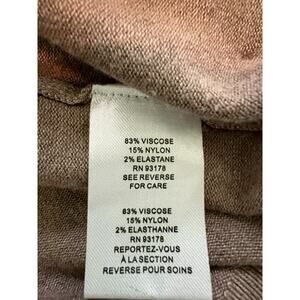 83% VISCOSE
15% NYLON
2% ELASTANE
RN 93178
SEE REVERSE
FOR CARE
83% VISCOSE
15% NYLON
2% ELASTHANNE
RN 93178
REPORTEZ-VOUS
À LA SECTION
REVERSE POUR SOINS